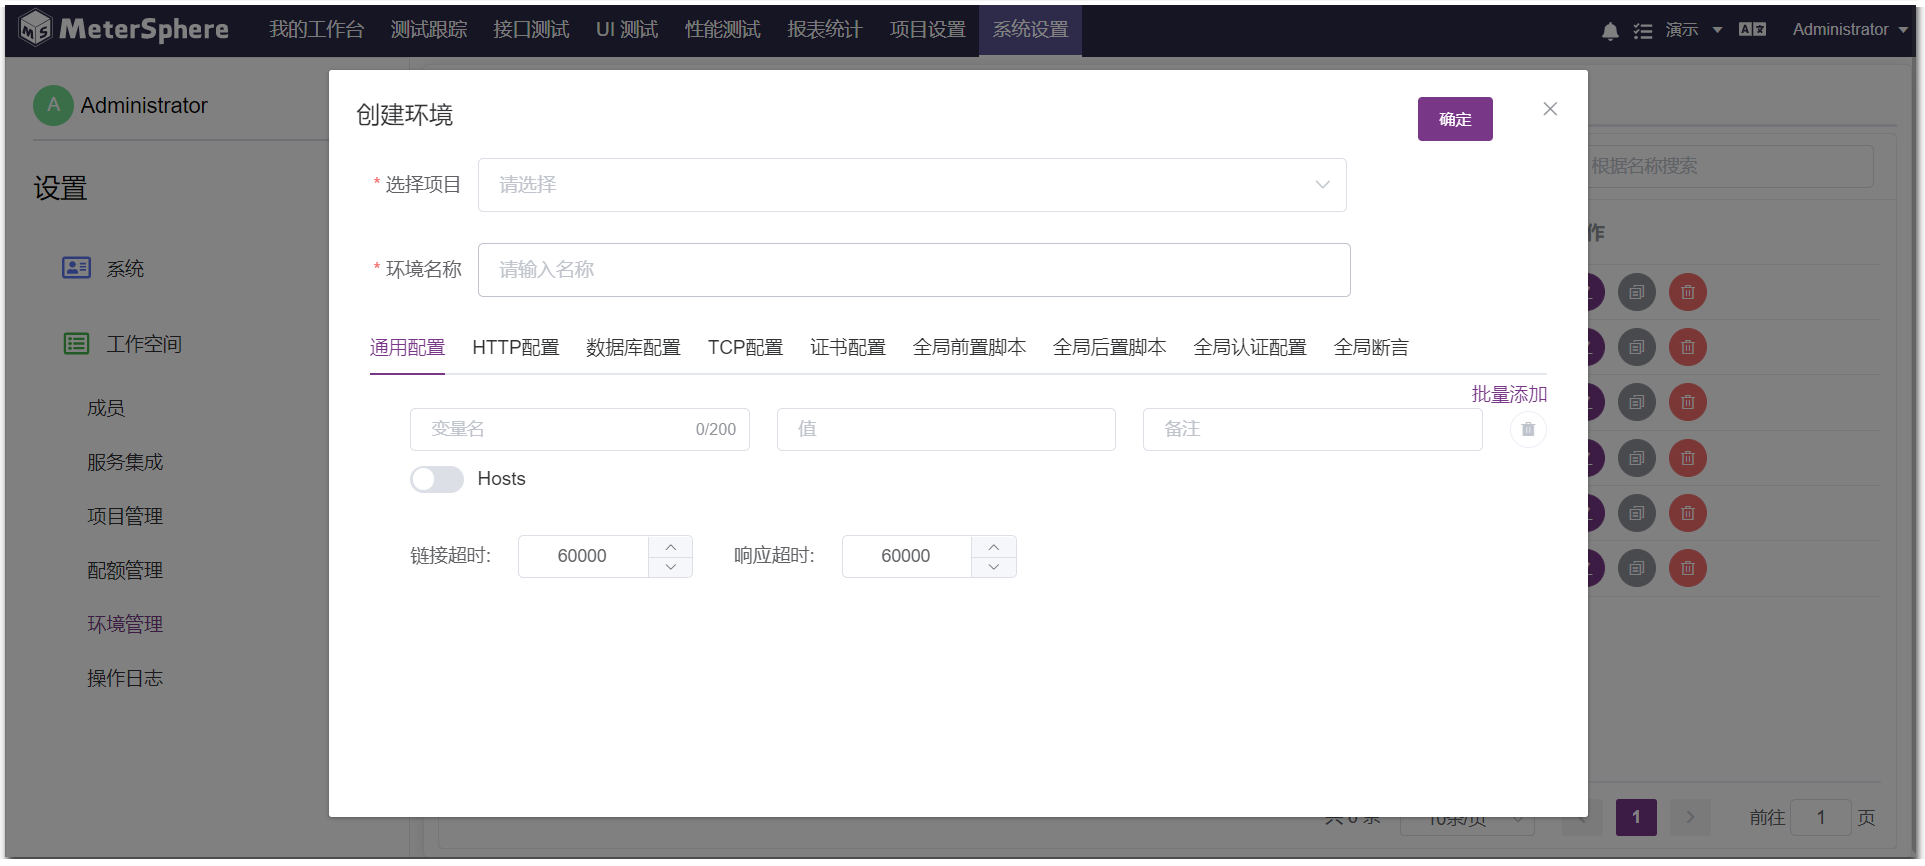 MeterSphere 我的工作台 测试跟踪 接口测试 UI 测试 性能测试 报表统计 项目设置 系统设置 演示 Administrator
A Administrator
创建环境 确定
* 选择项目 请选择
根据名称搜索
设置
作
* 环境名称 请输入名称
系统
工作空间
通用配置 HTTP配置 数据库配置 TCP配置 证书配置 全局前置脚本 全局后置脚本 全局认证配置 全局断言
批量添加
成员
变量名 0/200 值 备注
服务集成
Hosts
项目管理
链接超时: 60000 响应超时: 60000
配额管理
环境管理
操作日志
共 6 条 10条/页 1 前往 1 页